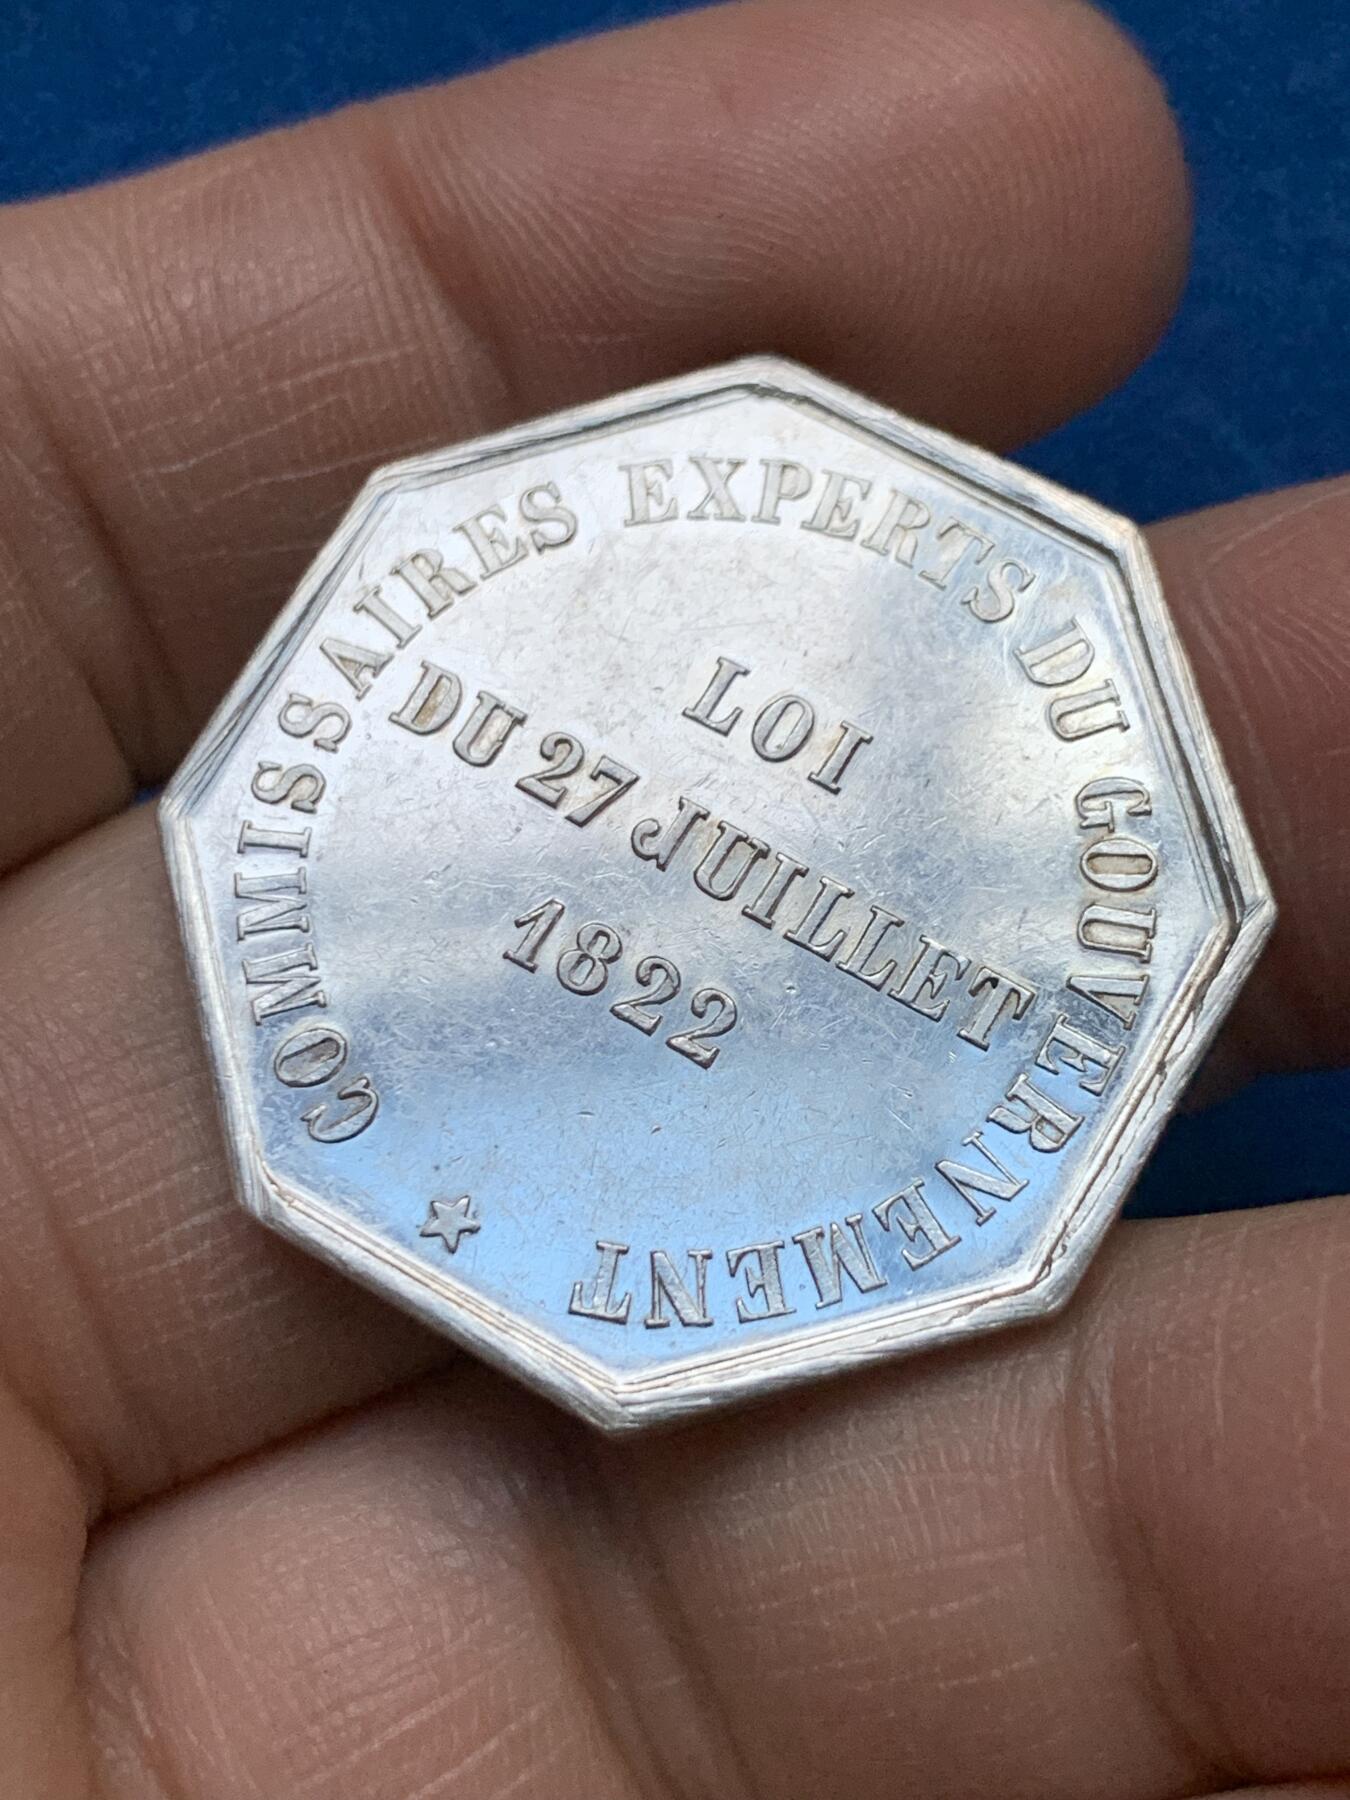 COMMISSAIRES EXPERTS DU GOUVERNEMENT
LOI
DU 27 JUILLET
1822